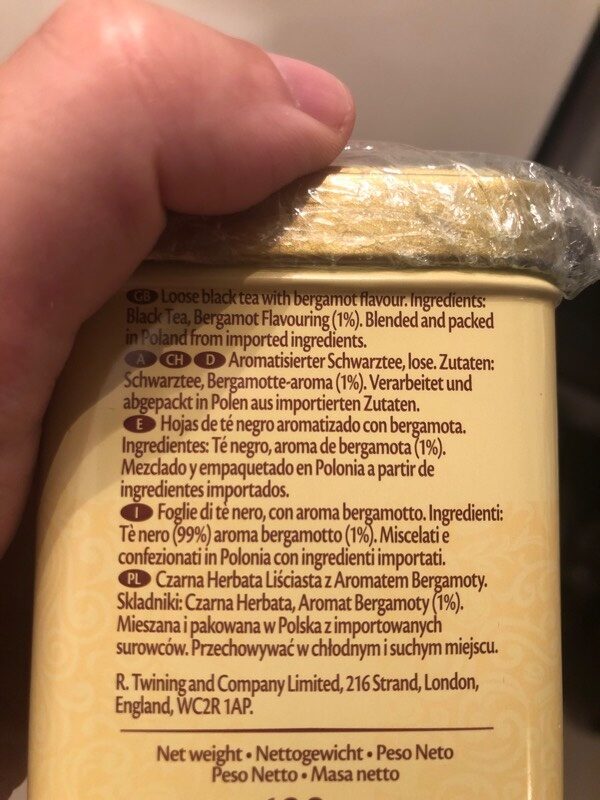 GB Loose black tea with bergamot flavour. Ingredients:
Black Tea, Bergamot Flavouring (1%). Blended and packed
in Poland from imported ingredients.
A CH D Aromatisierter Schwarztee, lose. Zutaten:
Schwarztee, Bergamotte-aroma (1%). Verarbeitet und
abgepackt in Polen aus importierten Zutaten.
E Hojas de té negro aromatizado con bergamota.
Ingredientes: Té negro, aroma de bergamota (1%).
Mezclado y empaquetado en Polonia a partir de
ingredientes importados.
I Foglie di tè nero, con aroma bergamotto. Ingredienti:
Tè nero (99%) aroma bergamotto (1%). Miscelati e
confezionati in Polonia con ingredienti importati.
PL Czarna Herbata Liściasta z Aromatem Bergamoty.
Składniki: Czarna Herbata, Aromat Bergamoty (1%).
Mieszana i pakowana w Polska z importowanych
surowców. Przechowywać w chłodnym i suchym miejscu.
R. Twining and Company Limited, 216 Strand, London,
England, WC2R 1AP.
Net weight • Nettogewicht • Peso Neto
Peso Netto • Masa netto